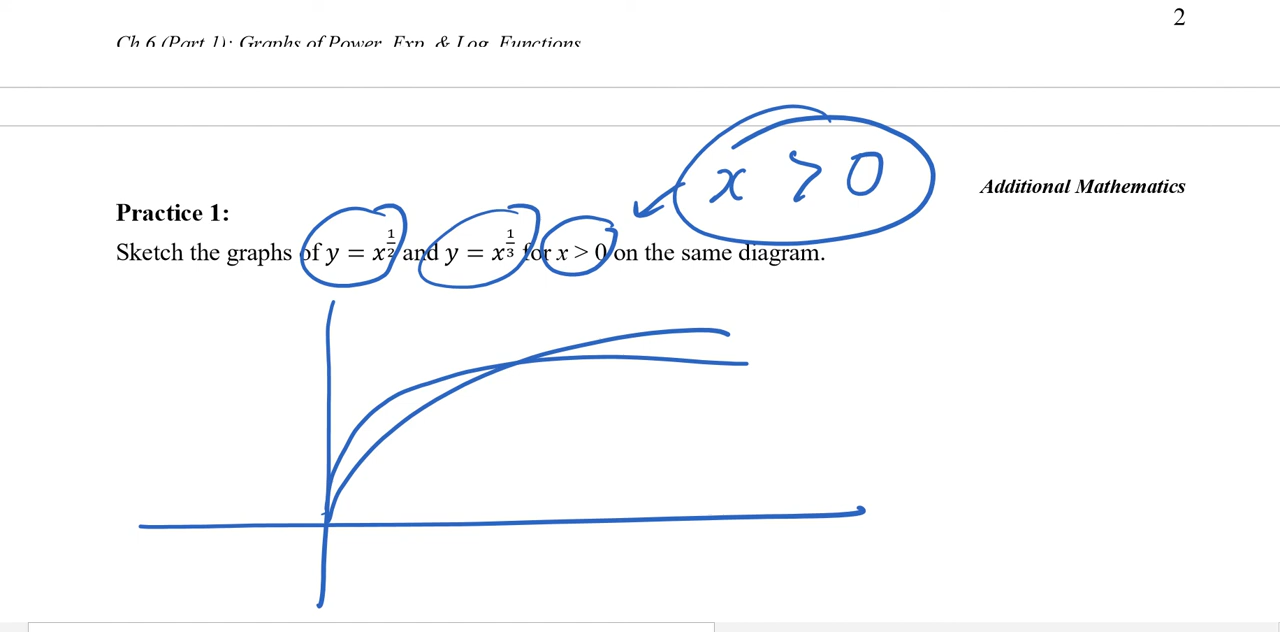 2
Ch 6 (Part 1): Graphs of Power, Exp. & Log. Functions
x > 0
Additional Mathematics
Practice 1:
Sketch the graphs of y = x^{1/2} and y = x^{1/3} for x > 0 on the same diagram.